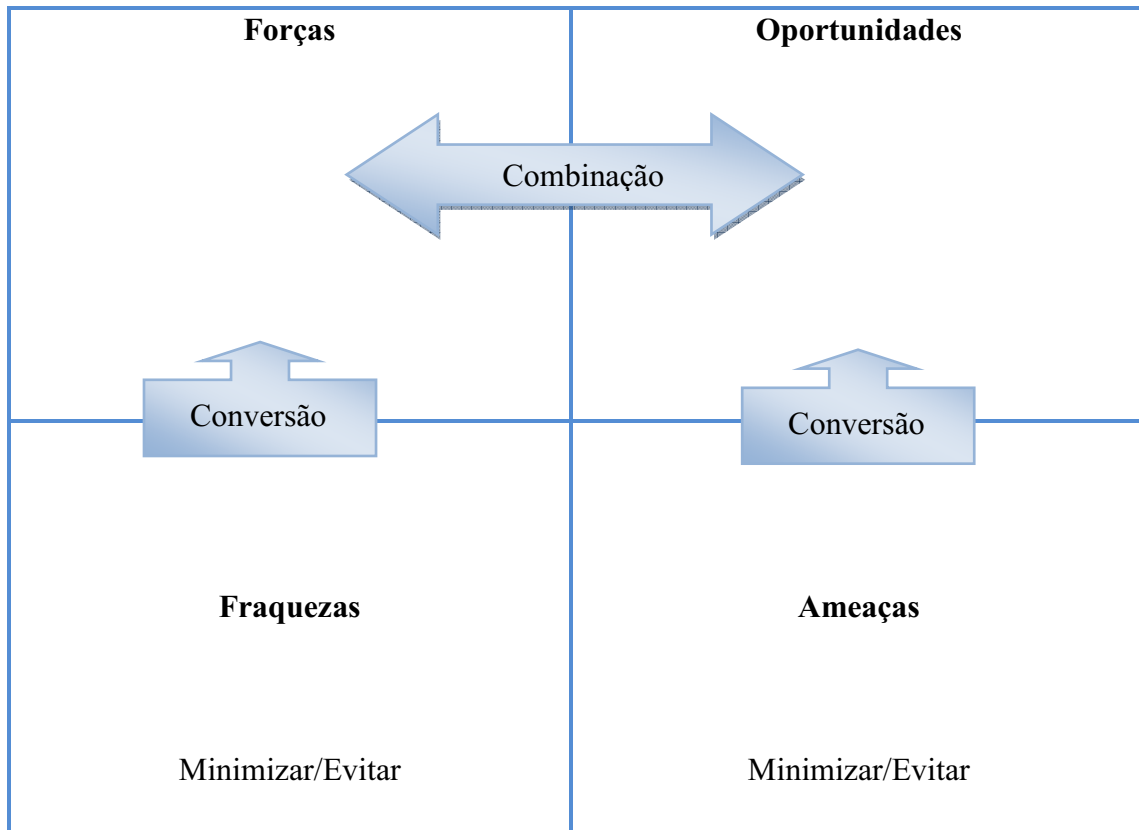 Forças
Oportunidades
Combinação
Conversão
Conversão
Fraquezas
Ameaças
Minimizar/Evitar
Minimizar/Evitar